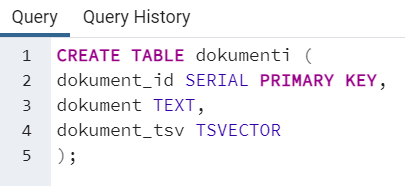 Query Query History
1 CREATE TABLE dokumenti (
2 dokument_id SERIAL PRIMARY KEY,
3 dokument TEXT,
4 dokument_tsv TSVECTOR
5 );